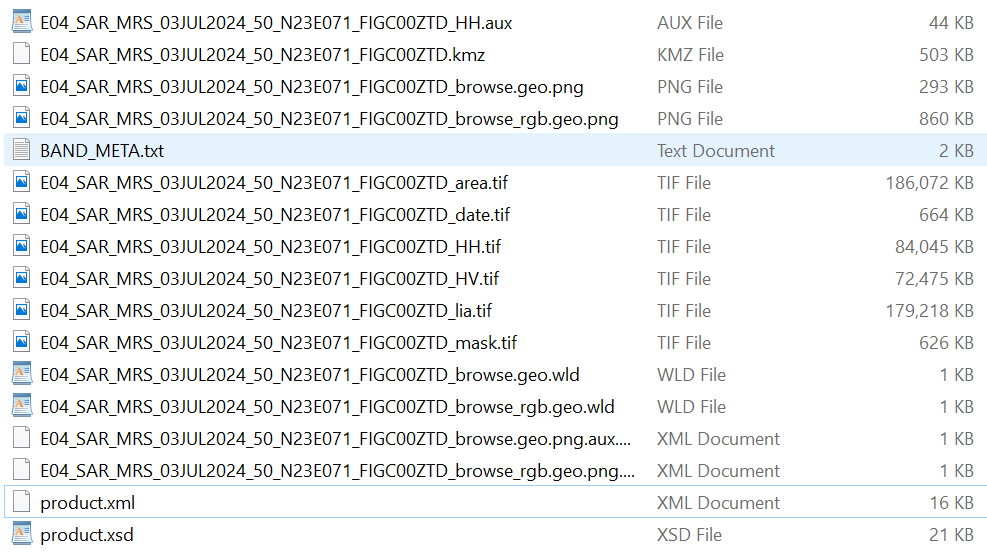 E04_SAR_MRS_03JUL2024_50_N23E071_FIGC00ZTD_HH.aux AUX File 44 KB
E04_SAR_MRS_03JUL2024_50_N23E071_FIGC00ZTD.kmz KMZ File 503 KB
E04_SAR_MRS_03JUL2024_50_N23E071_FIGC00ZTD_browse.geo.png PNG File 293 KB
E04_SAR_MRS_03JUL2024_50_N23E071_FIGC00ZTD_browse_rgb.geo.png PNG File 860 KB
BAND_META.txt Text Document 2 KB
E04_SAR_MRS_03JUL2024_50_N23E071_FIGC00ZTD_area.tif TIF File 186,072 KB
E04_SAR_MRS_03JUL2024_50_N23E071_FIGC00ZTD_date.tif TIF File 664 KB
E04_SAR_MRS_03JUL2024_50_N23E071_FIGC00ZTD_HH.tif TIF File 84,045 KB
E04_SAR_MRS_03JUL2024_50_N23E071_FIGC00ZTD_HV.tif TIF File 72,475 KB
E04_SAR_MRS_03JUL2024_50_N23E071_FIGC00ZTD_lia.tif TIF File 179,218 KB
E04_SAR_MRS_03JUL2024_50_N23E071_FIGC00ZTD_mask.tif TIF File 626 KB
E04_SAR_MRS_03JUL2024_50_N23E071_FIGC00ZTD_browse.geo.wld WLD File 1 KB
E04_SAR_MRS_03JUL2024_50_N23E071_FIGC00ZTD_browse_rgb.geo.wld WLD File 1 KB
E04_SAR_MRS_03JUL2024_50_N23E071_FIGC00ZTD_browse.geo.png.aux.... XML Document 1 KB
E04_SAR_MRS_03JUL2024_50_N23E071_FIGC00ZTD_browse_rgb.geo.png.... XML Document 1 KB
product.xml XML Document 16 KB
product.xsd XSD File 21 KB